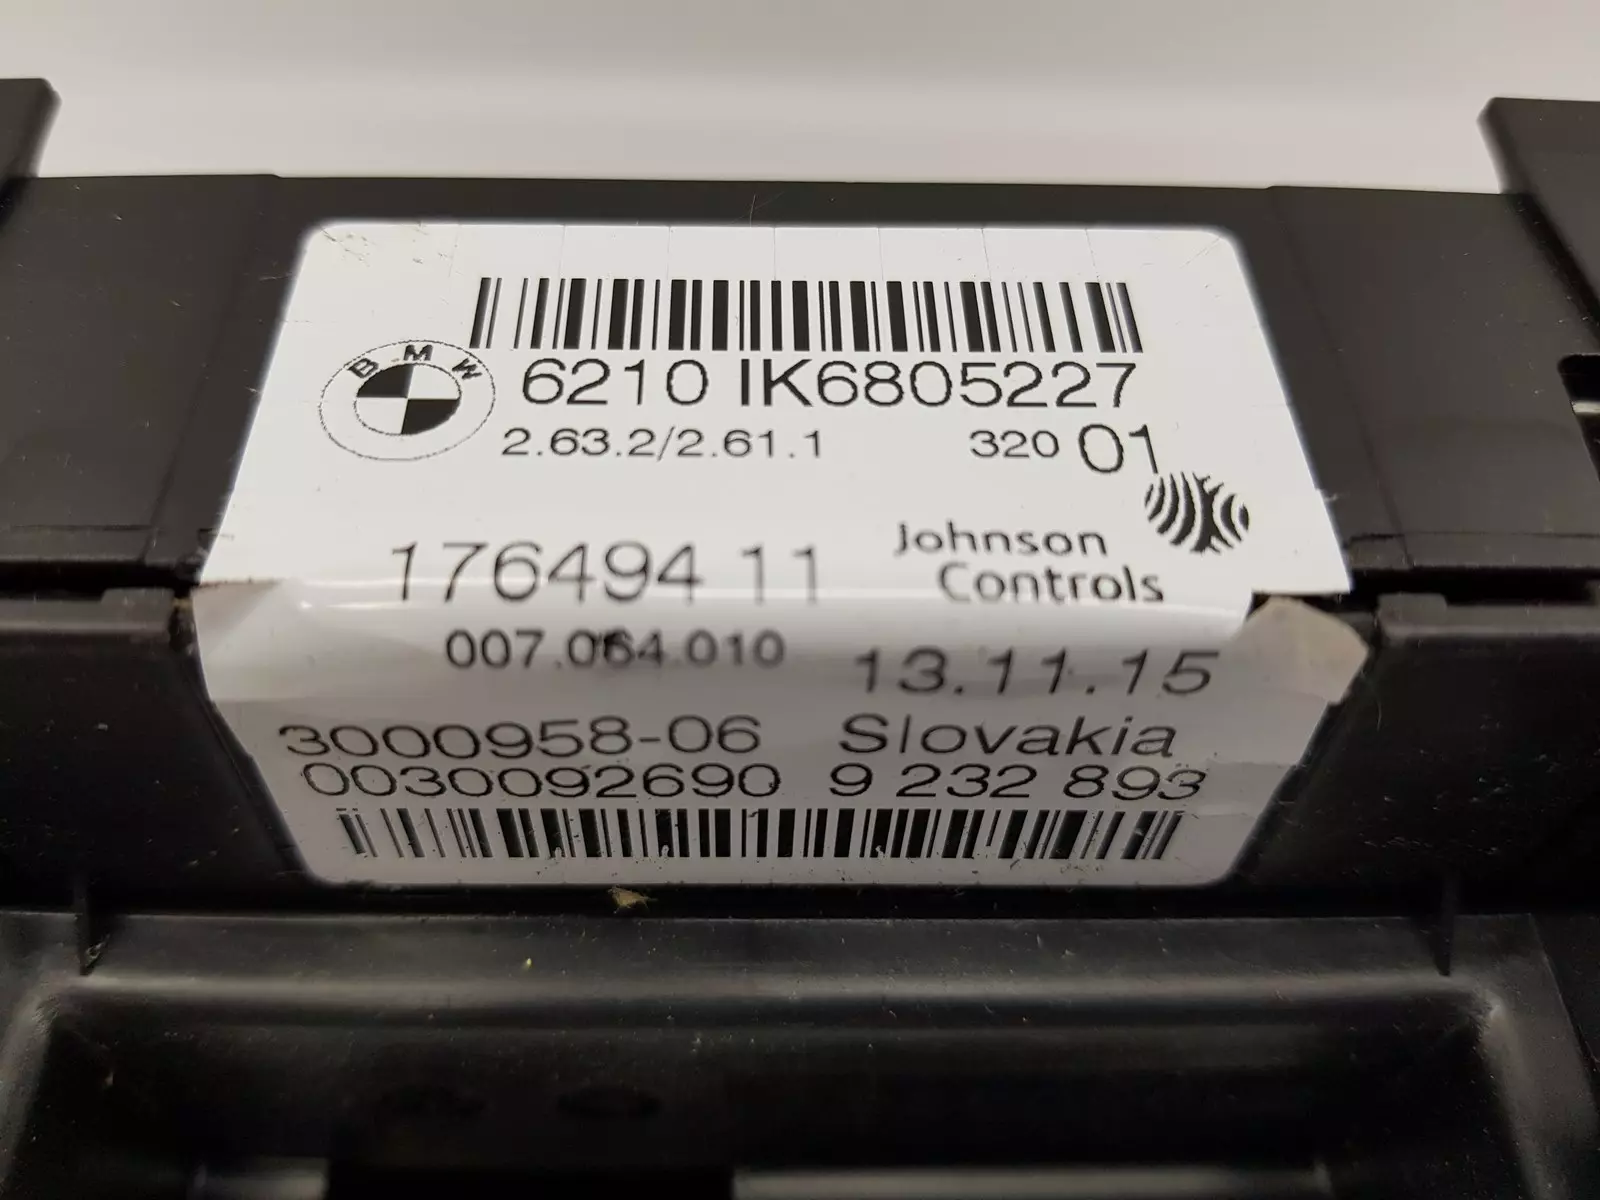 BMW
6210 IK6805227
2.63.2/2.61.1 320 01
176494 11 Johnson
Controls
007.064.010 13.11.15
3000958-06 Slovakia
0030092690 9 232 893